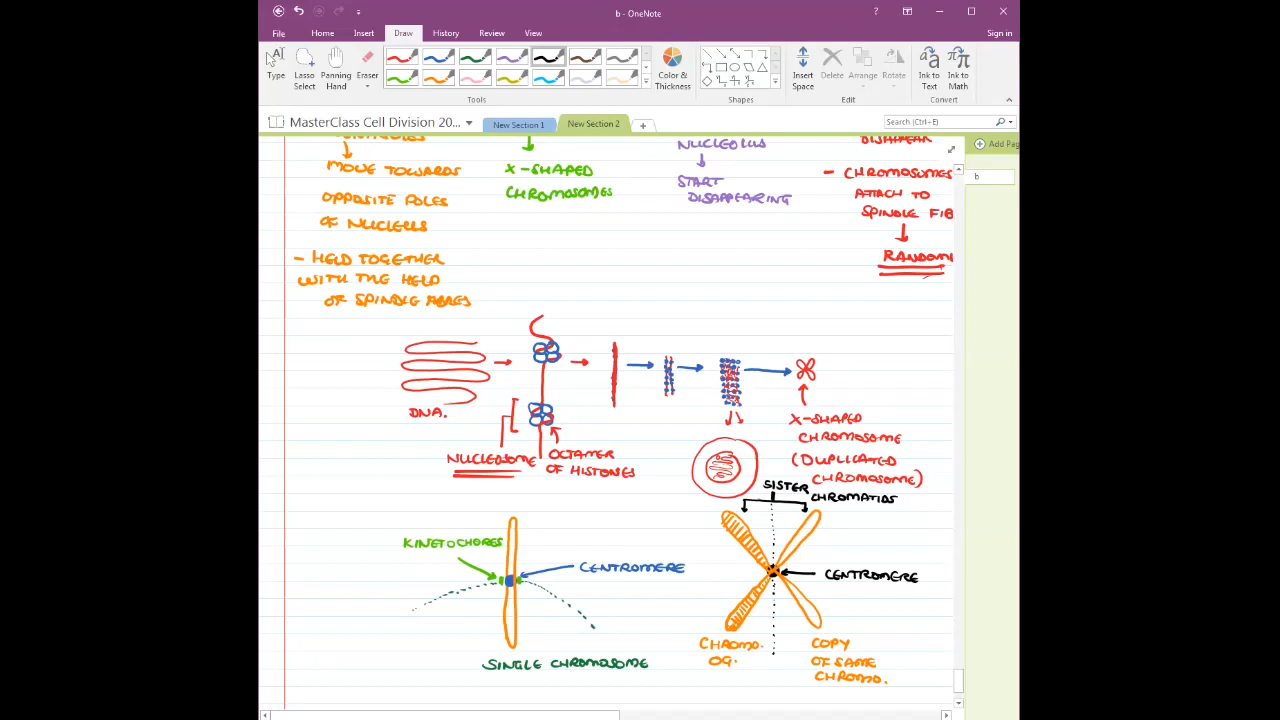 b - OneNote
? Sign in
File Home Insert Draw History Review View
Type Lasso Select Panning Hand Eraser Color & Thickness Insert Space Delete Arrange Rotate Ink to Text Ink to Math
Tools Shapes Edit Convert
MasterClass Cell Division 20... New Section 1 New Section 2 Search (Ctrl+E)
Add Pag
b
MOVE TOWARDS
OPPOSITE POLES
OF NUCLEUS
- HELD TOGETHER
WITH THE HELD
OF SPINDLE FIBRES
X-SHAPED
CHROMOSOMES
NUCLEOLUS
START
DISAPPEARING
DISAPPEAR
- CHROMOSOMES
ATTACH TO
SPINDLE FIB
RANDOM
DNA.
NUCLEOSOME
OCTAMER
OF HISTONES
X-SHAPED
CHROMOSOME
(DUPLICATED
CHROMOSOME)
SISTER
CHROMATIDS
KINETOCHORES
CENTROMERE
SINGLE CHROMOSOME
CENTROMERE
CHROMO.
OG.
COPY
OF SAME
CHROMO.